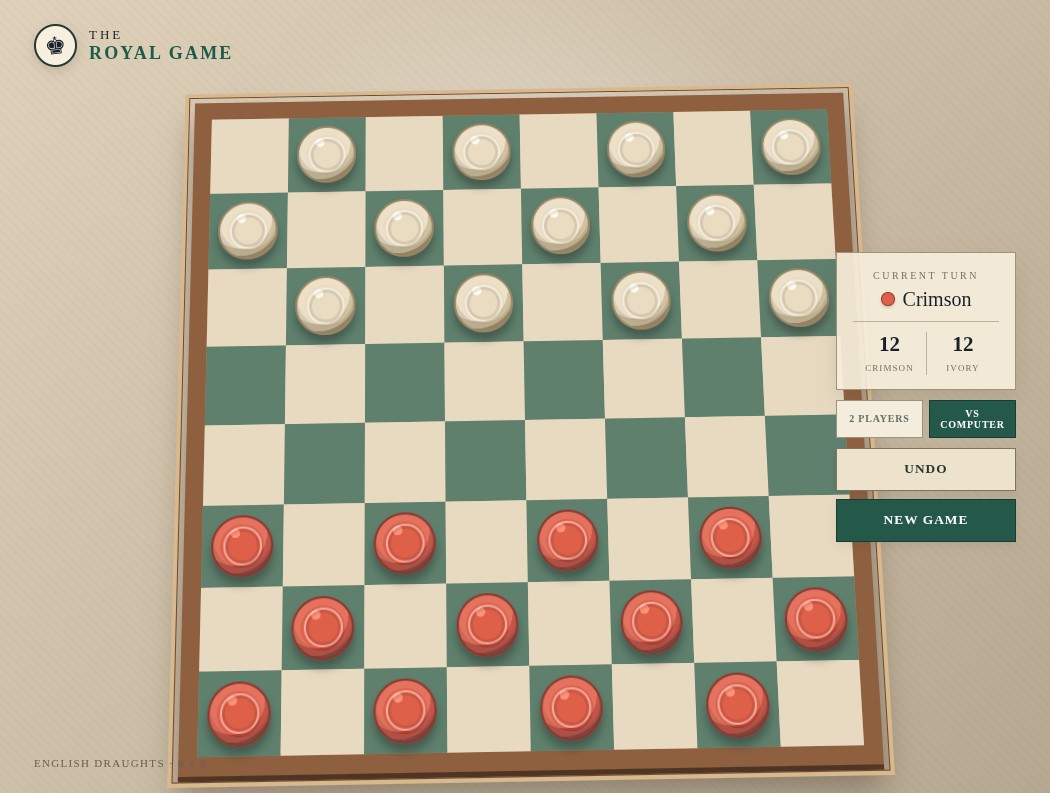 THE
ROYAL GAME
CURRENT TURN
Crimson
12
12
CRIMSON
IVORY
2 PLAYERS
VS
COMPUTER
UNDO
NEW GAME
ENGLISH DRAUGHTS